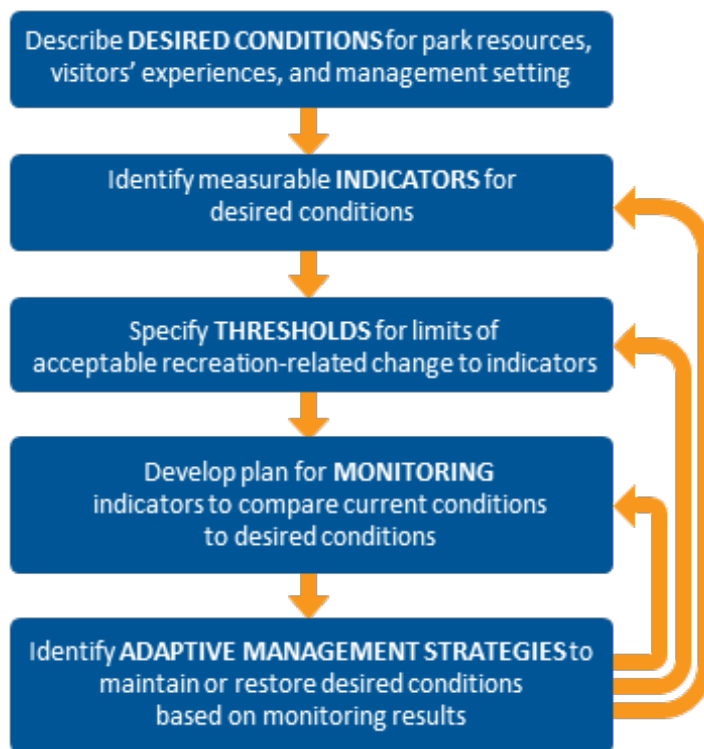 Describe DESIRED CONDITIONS for park resources,
visitors’ experiences, and management setting
Identify measurable INDICATORS for
desired conditions
Specify THRESHOLDS for limits of
acceptable recreation-related change to indicators
Develop plan for MONITORING
indicators to compare current conditions
to desired conditions
Identify ADAPTIVE MANAGEMENT STRATEGIES to
maintain or restore desired conditions
based on monitoring results